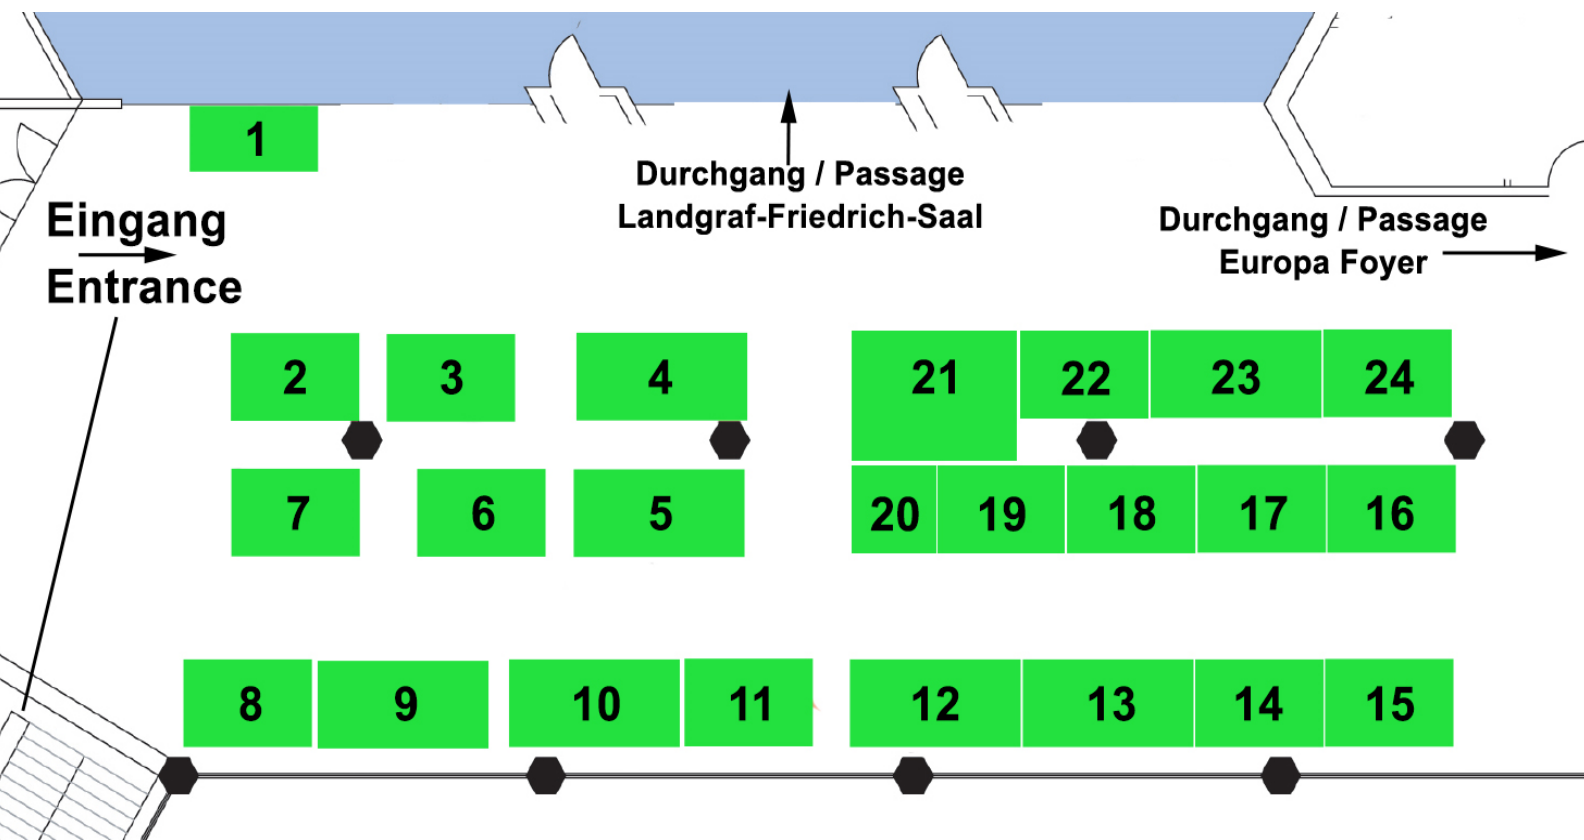 1
Durchgang / Passage
Landgraf-Friedrich-Saal
Eingang
Entrance
Durchgang / Passage
Europa Foyer
2 3 4 21 22 23 24
7 6 5 20 19 18 17 16
8 9 10 11 12 13 14 15